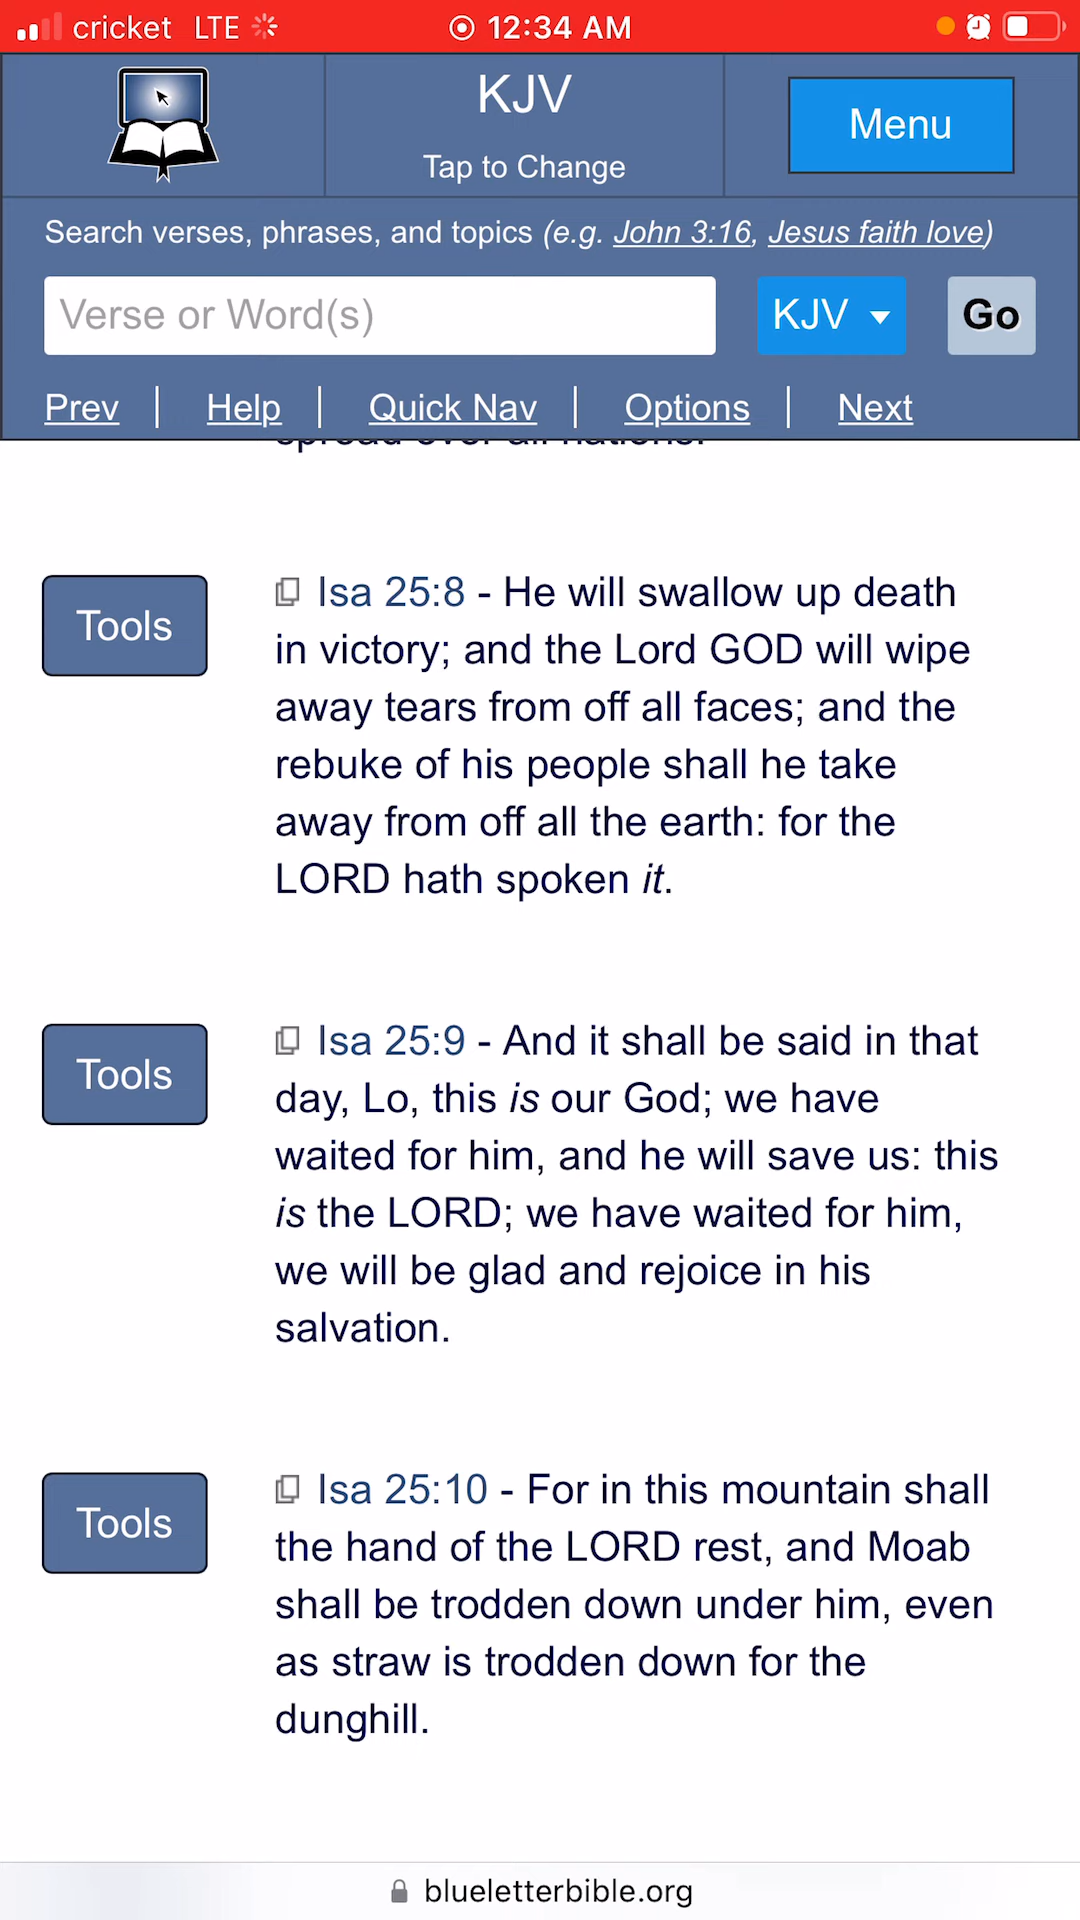 cricket LTE 12:34 AM
KJV
Tap to Change
Menu
Search verses, phrases, and topics (e.g. John 3:16, Jesus faith love)
Verse or Word(s)
KJV
Go
Prev | Help | Quick Nav | Options | Next
spread over all nations.
Tools
Isa 25:8 - He will swallow up death
in victory; and the Lord GOD will wipe
away tears from off all faces; and the
rebuke of his people shall he take
away from off all the earth: for the
LORD hath spoken it.
Tools
Isa 25:9 - And it shall be said in that
day, Lo, this is our God; we have
waited for him, and he will save us: this
is the LORD; we have waited for him,
we will be glad and rejoice in his
salvation.
Tools
Isa 25:10 - For in this mountain shall
the hand of the LORD rest, and Moab
shall be trodden down under him, even
as straw is trodden down for the
dunghill.
blueletterbible.org